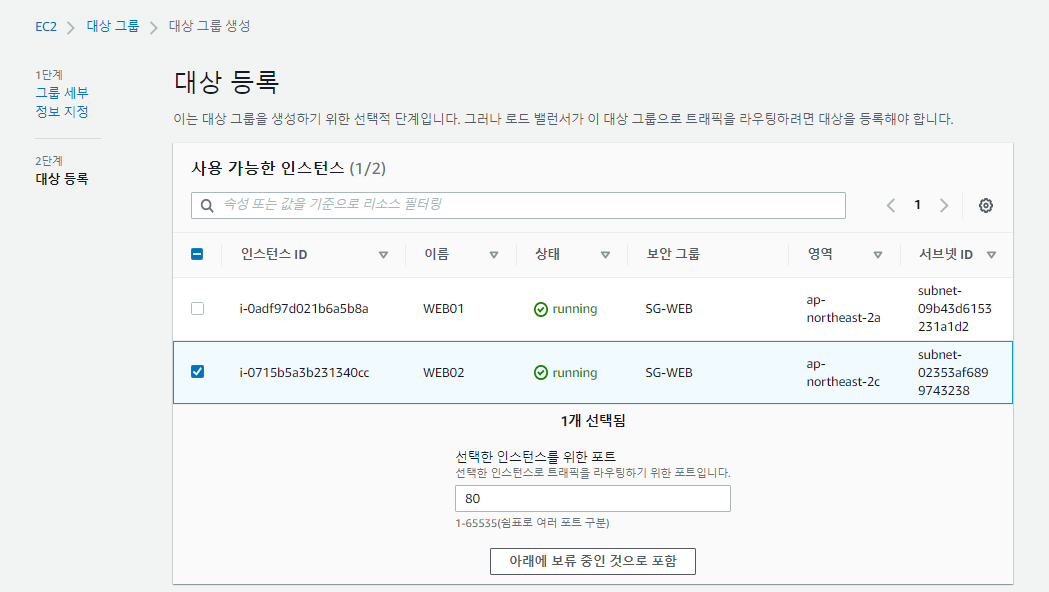 EC2 > 대상 그룹 > 대상 그룹 생성
1단계
그룹 세부
정보 지정
2단계
대상 등록
대상 등록
이는 대상 그룹을 생성하기 위한 선택적 단계입니다. 그러나 로드 밸런서가 이 대상 그룹으로 트래픽을 라우팅하려면 대상을 등록해야 합니다.
사용 가능한 인스턴스 (1/2)
속성 또는 값을 기준으로 리소스 필터링
1
인스턴스 ID 이름 상태 보안 그룹 영역 서브넷 ID
i-0adf97d021b6a5b8a WEB01 running SG-WEB
ap-
northeast-2a
subnet-
09b43d6153
231a1d2
i-0715b5a3b231340cc WEB02 running SG-WEB
ap-
northeast-2c
subnet-
02353af689
9743238
1개 선택됨
선택한 인스턴스를 위한 포트
선택한 인스턴스로 트래픽을 라우팅하기 위한 포트입니다.
80
1-65535(쉼표로 여러 포트 구분)
아래에 보류 중인 것으로 포함